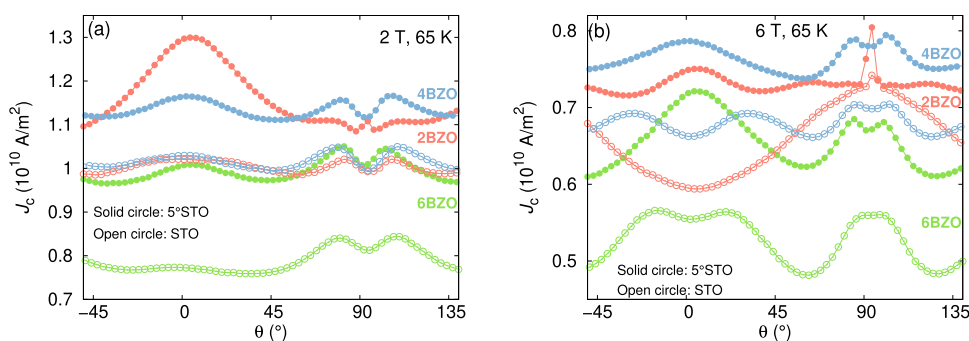 (a)
2 T, 65 K
1.3
1.2
1.1
1
0.9
0.8
0.7
Jc (10^10 A/m^2)
4BZO
2BZO
6BZO
Solid circle: 5°STO
Open circle: STO
-45
0
45
90
135
θ (°)
(b)
6 T, 65 K
0.8
0.7
0.6
0.5
Jc (10^10 A/m^2)
4BZO
2BZO
6BZO
Solid circle: 5°STO
Open circle: STO
-45
0
45
90
135
θ (°)